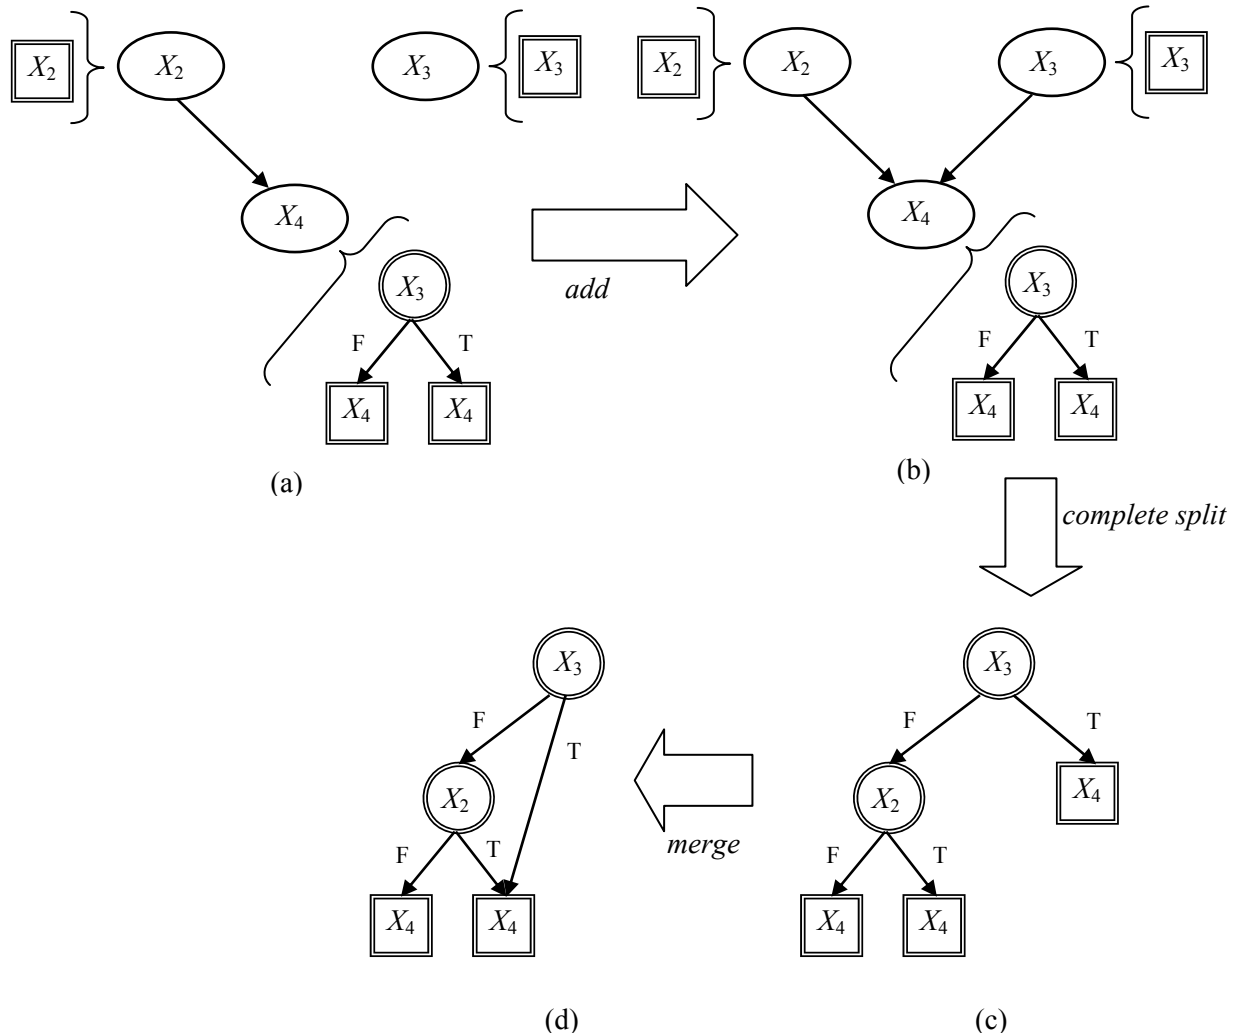 X₂ X₂ X₃ X₃ X₂ X₂ X₃ X₃
X₄ X₄
add
X₃ X₃
F T F T
X₄ X₄ X₄ X₄
(a) (b)
complete split
X₃ X₃
F T F T
X₂ X₂ X₄
merge
F T F T
X₄ X₄ X₄ X₄
(d) (c)